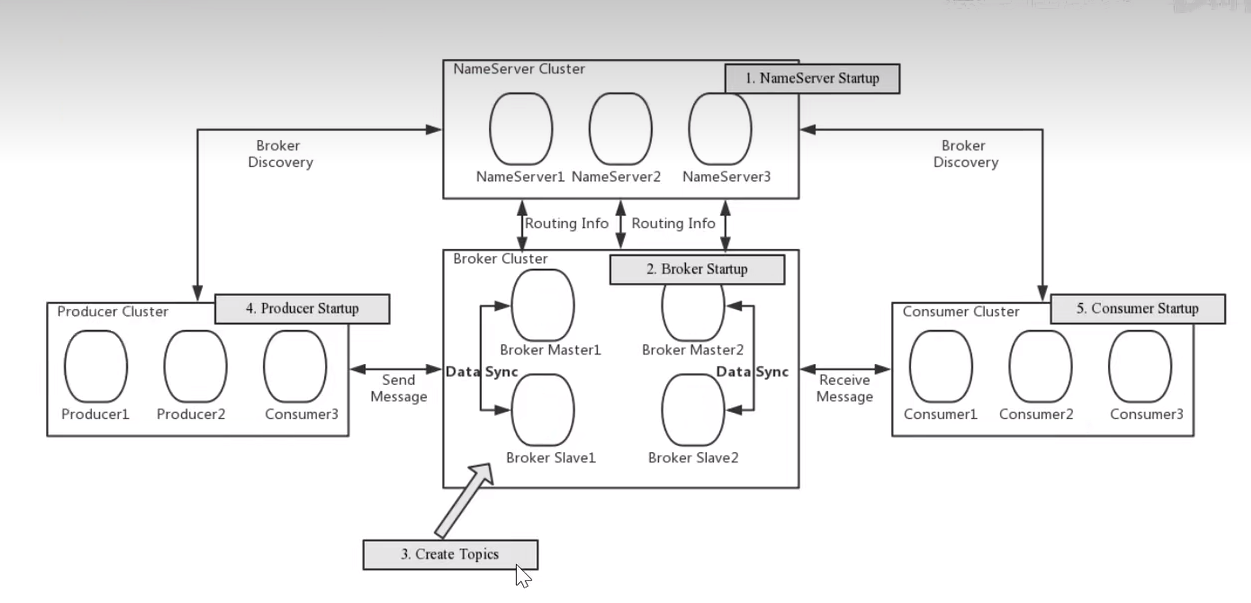 NameServer Cluster
1. NameServer Startup
NameServer1 NameServer2 NameServer3
Broker
Discovery
Broker
Discovery
Routing Info Routing Info
Broker Cluster
2. Broker Startup
Broker Master1 Broker Master2
Data Sync Data Sync
Broker Slave1 Broker Slave2
Producer Cluster
4. Producer Startup
Producer1 Producer2 Consumer3
Send
Message
Receive
Message
Consumer Cluster
5. Consumer Startup
Consumer1 Consumer2 Consumer3
3. Create Topics